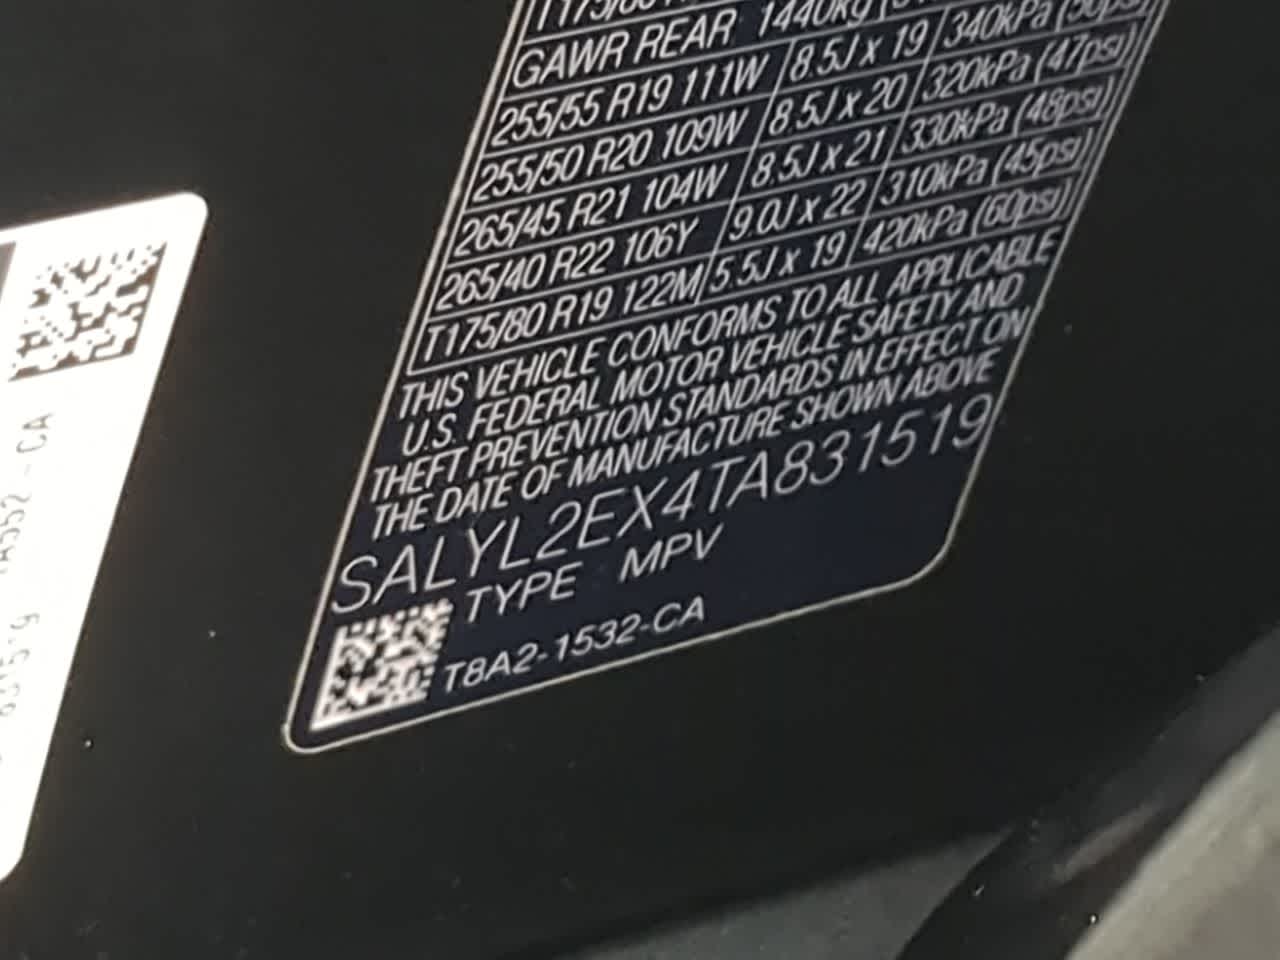 GAWR REAR 1440kg
255/55 R19 111W 8.5J x 19 340kPa
255/50 R20 109W 8.5J x 20 320kPa (47psi)
265/45 R21 104W 8.5J x 21 330kPa (48psi)
265/40 R22 106Y 9.0J x 22 310kPa (45psi)
T175/80 R19 122M 5.5J x 19 420kPa (60psi)
THIS VEHICLE CONFORMS TO ALL APPLICABLE
U.S. FEDERAL MOTOR VEHICLE SAFETY AND
THEFT PREVENTION STANDARDS IN EFFECT ON
THE DATE OF MANUFACTURE SHOWN ABOVE
SALYL2EX4TA831519
TYPE MPV
T8A2-1532-CA